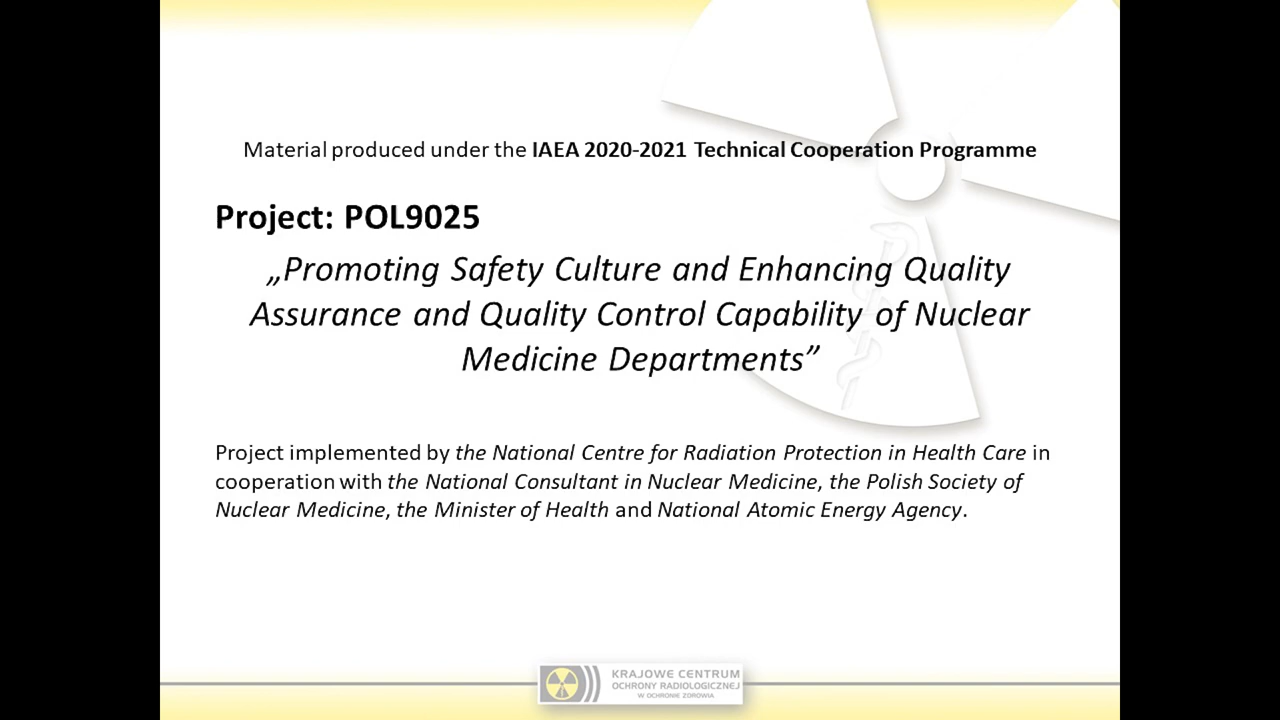 Material produced under the IAEA 2020-2021 Technical Cooperation Programme
Project: POL9025
„Promoting Safety Culture and Enhancing Quality
Assurance and Quality Control Capability of Nuclear
Medicine Departments”
Project implemented by the National Centre for Radiation Protection in Health Care in
cooperation with the National Consultant in Nuclear Medicine, the Polish Society of
Nuclear Medicine, the Minister of Health and National Atomic Energy Agency.
KRAJOWE CENTRUM
OCHRONY RADIOLOGICZNEJ
W OCHRONIE ZDROWIA